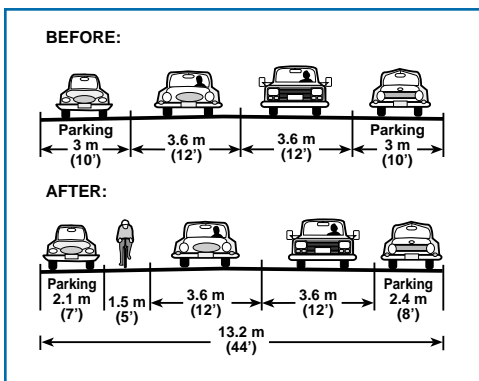 BEFORE:
Parking
3 m
(10’)
3.6 m
(12’)
3.6 m
(12’)
Parking
3 m
(10’)
AFTER:
Parking
2.1 m
(7’)
1.5 m
(5’)
3.6 m
(12’)
3.6 m
(12’)
Parking
2.4 m
(8’)
13.2 m
(44’)